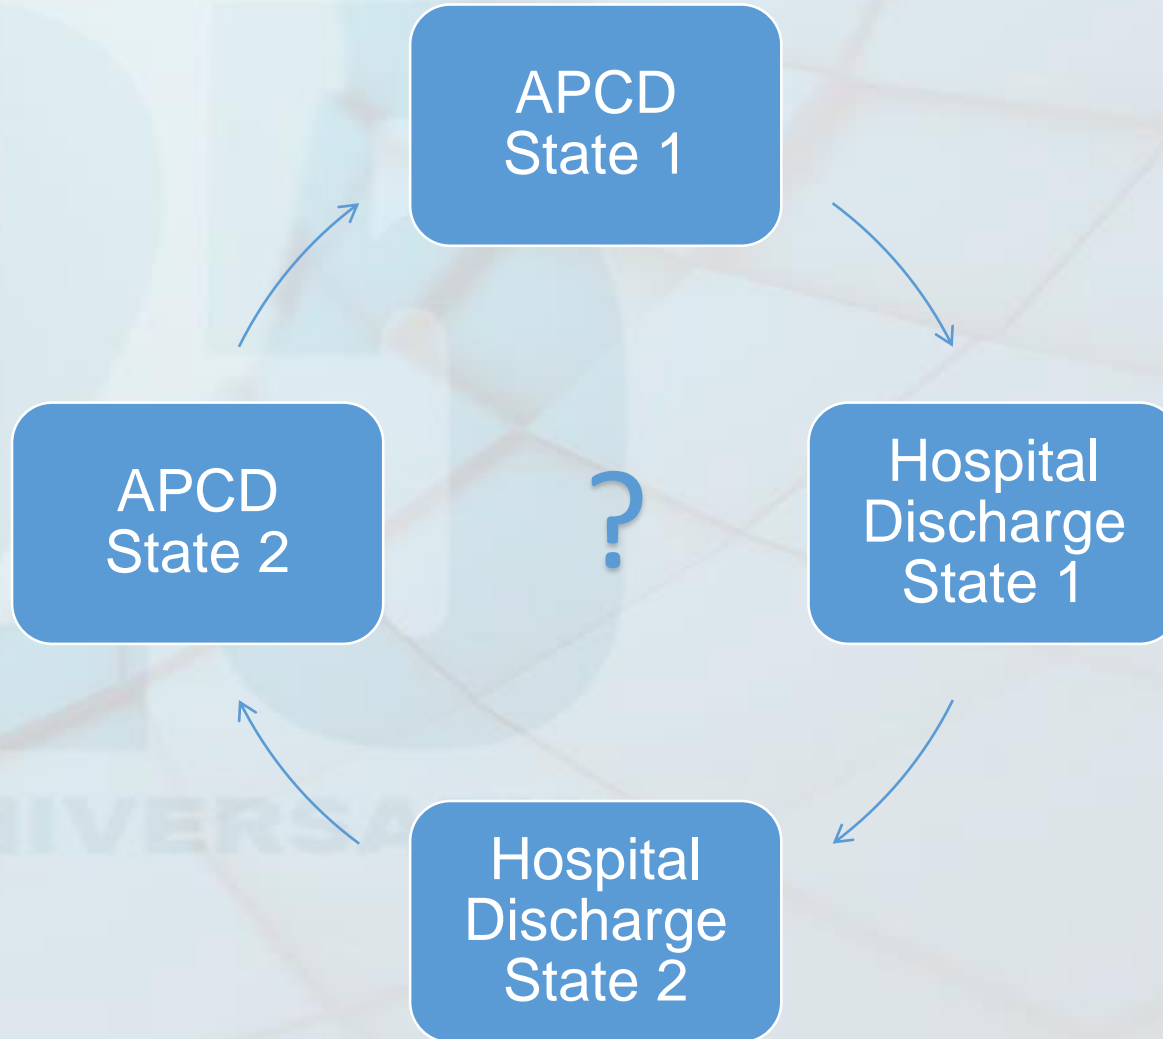 APCD
State 1
APCD
State 2
?
Hospital
Discharge
State 1
Hospital
Discharge
State 2